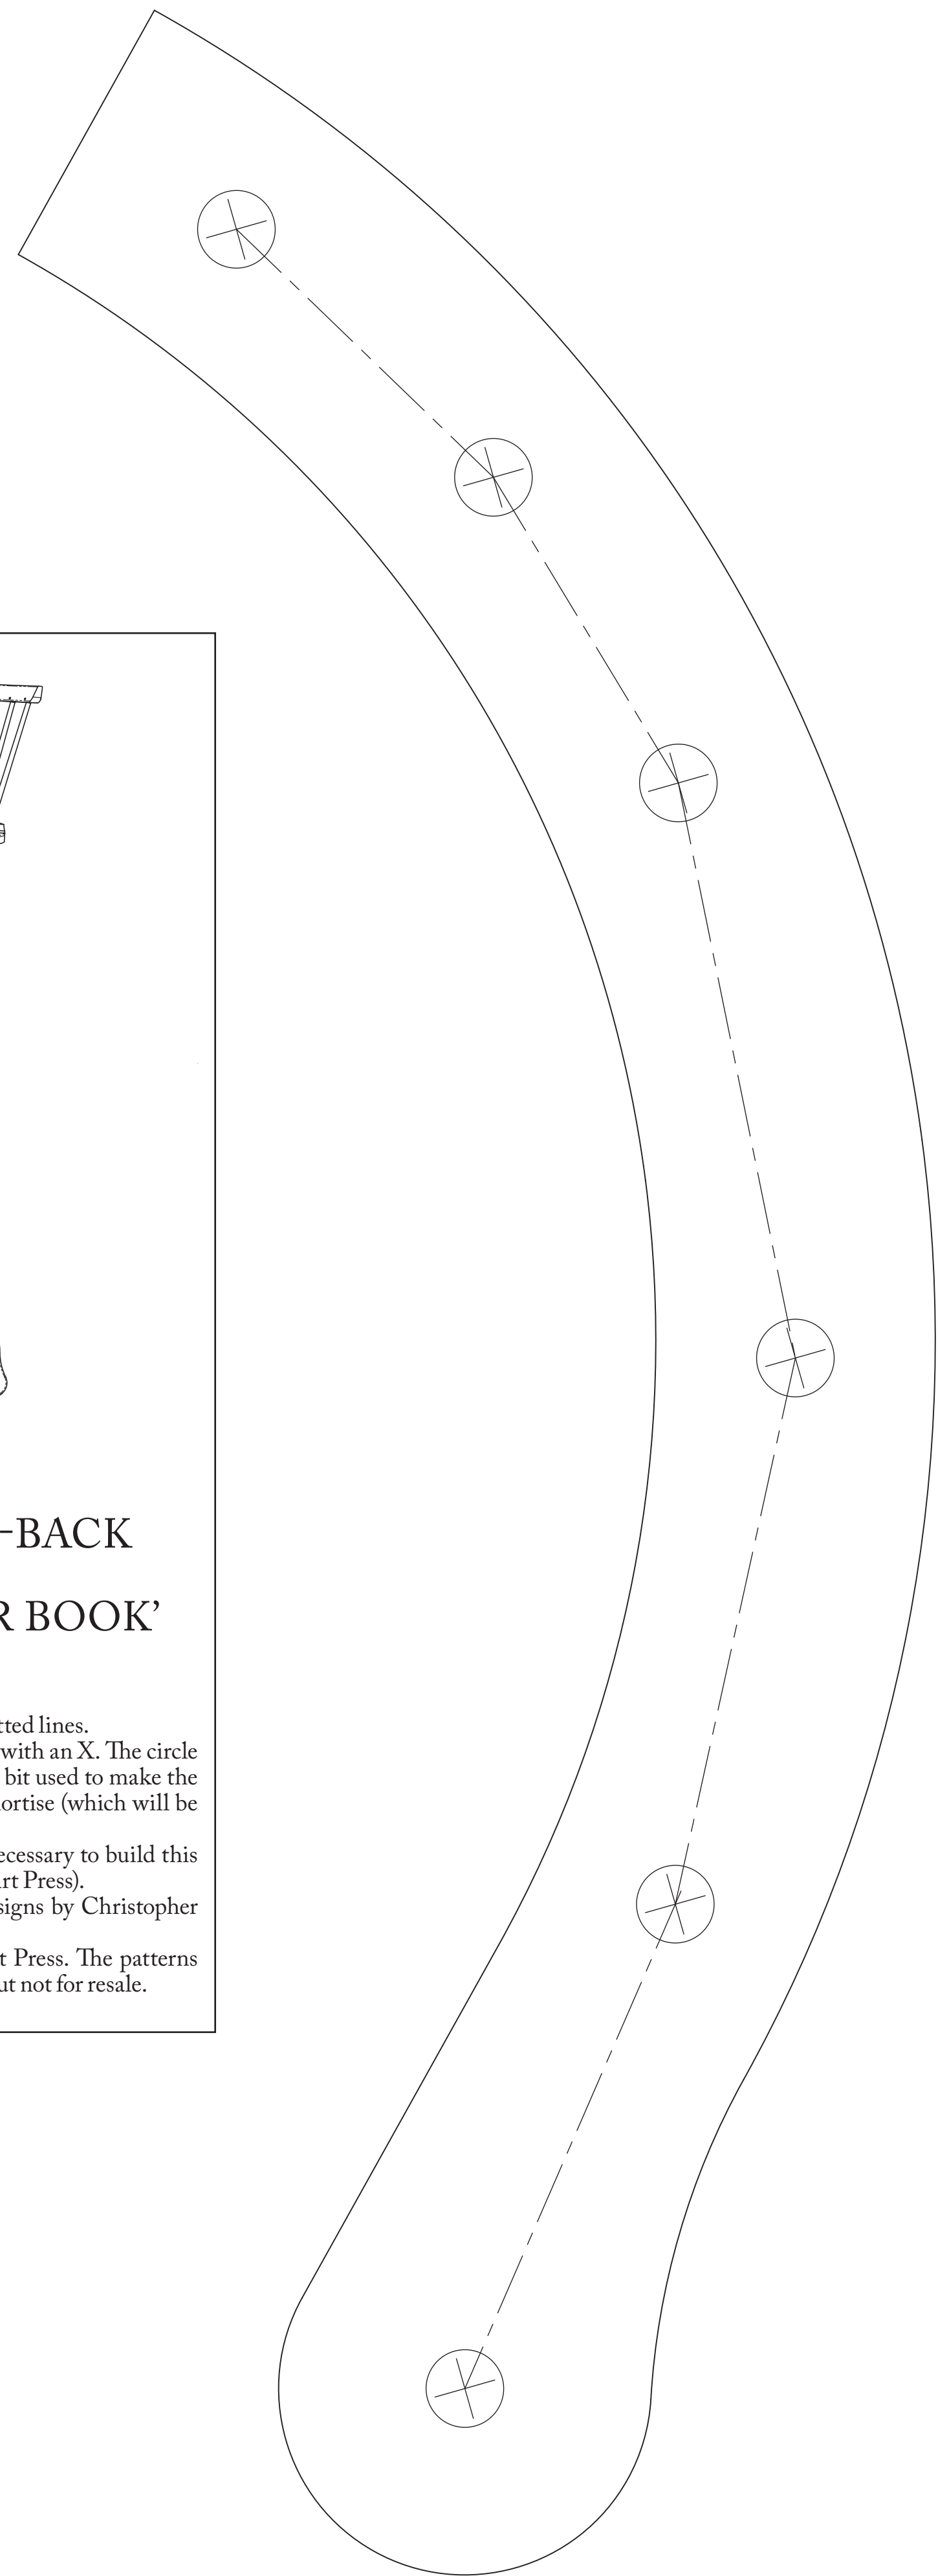 -BACK
R BOOK’
tted lines.
with an X. The circle
bit used to make the
ortise (which will be
ecessary to build this
rt Press).
signs by Christopher
t Press. The patterns
ut not for resale.